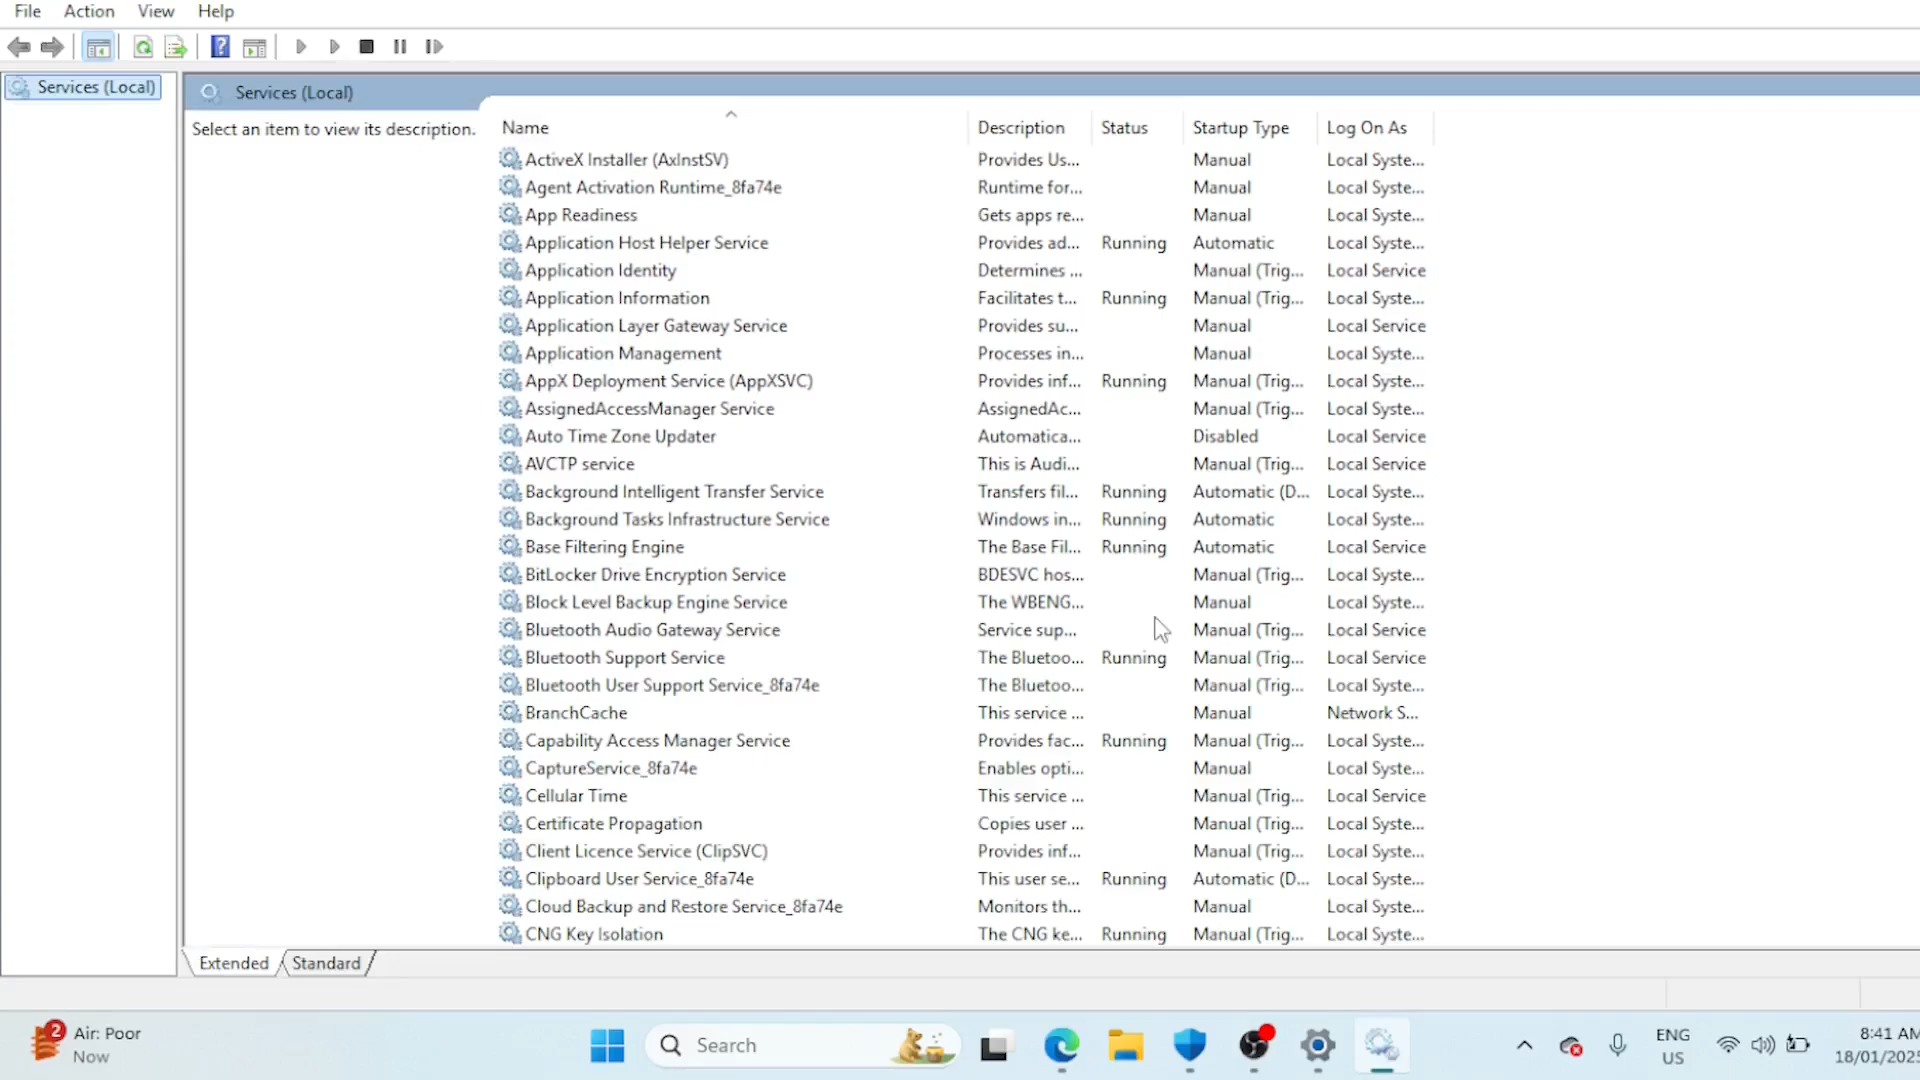 File Action View Help
Services (Local)
Services (Local)
Select an item to view its description.
Name Description Status Startup Type Log On As
ActiveX Installer (AxInstSV) Provides Us... Manual Local Syste...
Agent Activation Runtime_8fa74e Runtime for... Manual Local Syste...
App Readiness Gets apps re... Manual Local Syste...
Application Host Helper Service Provides ad... Running Automatic Local Syste...
Application Identity Determines ... Manual (Trig... Local Service
Application Information Facilitates t... Running Manual (Trig... Local Syste...
Application Layer Gateway Service Provides su... Manual Local Service
Application Management Processes in... Manual Local Syste...
AppX Deployment Service (AppXSVC) Provides inf... Running Manual (Trig... Local Syste...
AssignedAccessManager Service AssignedAc... Manual (Trig... Local Syste...
Auto Time Zone Updater Automatica... Disabled Local Service
AVCTP service This is Audi... Manual (Trig... Local Service
Background Intelligent Transfer Service Transfers fil... Running Automatic (D... Local Syste...
Background Tasks Infrastructure Service Windows in... Running Automatic Local Syste...
Base Filtering Engine The Base Fil... Running Automatic Local Service
BitLocker Drive Encryption Service BDESVC hos... Manual (Trig... Local Syste...
Block Level Backup Engine Service The WBENG... Manual Local Syste...
Bluetooth Audio Gateway Service Service sup... Manual (Trig... Local Service
Bluetooth Support Service The Bluetoo... Running Manual (Trig... Local Service
Bluetooth User Support Service_8fa74e The Bluetoo... Manual (Trig... Local Syste...
BranchCache This service ... Manual Network S...
Capability Access Manager Service Provides fac... Running Manual (Trig... Local Syste...
CaptureService_8fa74e Enables opti... Manual Local Syste...
Cellular Time This service ... Manual (Trig... Local Service
Certificate Propagation Copies user ... Manual (Trig... Local Syste...
Client Licence Service (ClipSVC) Provides inf... Manual (Trig... Local Syste...
Clipboard User Service_8fa74e This user se... Running Automatic (D... Local Syste...
Cloud Backup and Restore Service_8fa74e Monitors th... Manual Local Syste...
CNG Key Isolation The CNG ke... Running Manual (Trig... Local Syste...
Extended Standard
2 Air: Poor
Now
Search
ENG
US
8:41 AM
18/01/2025